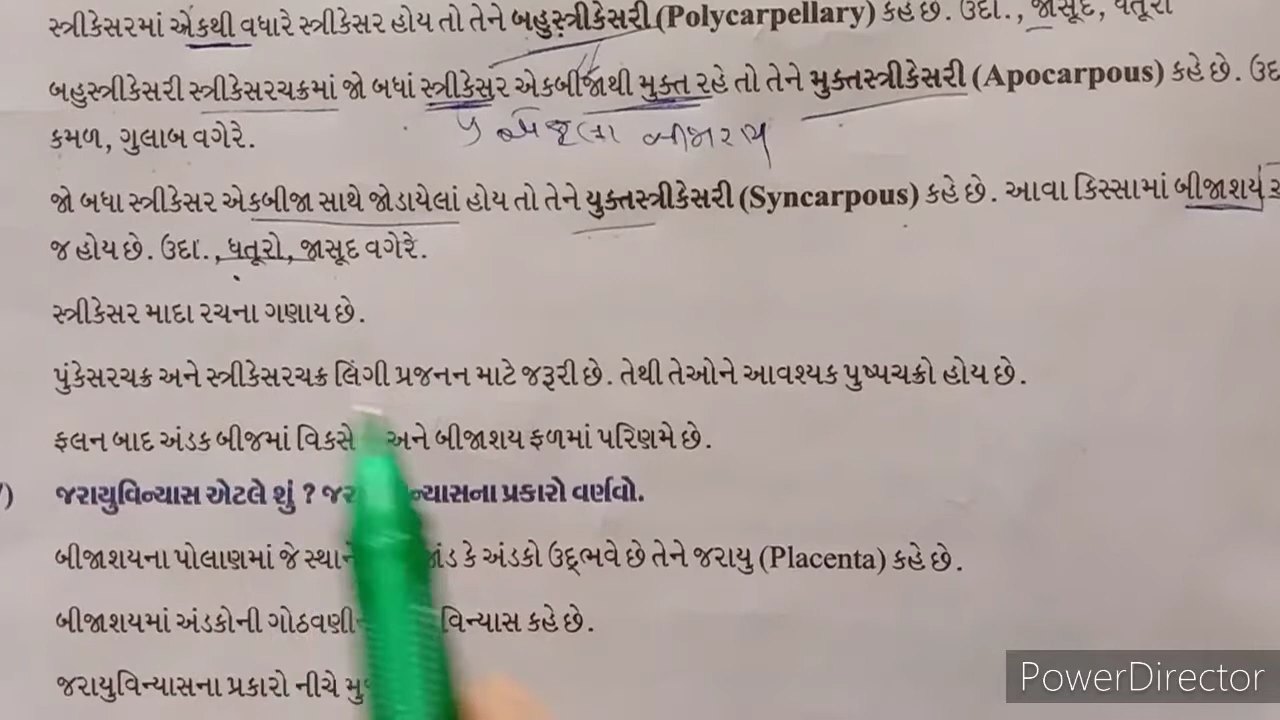 સ્ત્રીકેસરમાં એકથી વધારે સ્ત્રીકેસર હોય તો તેને બહુસ્ત્રીકેસરી (Polycarpellary) કહે છે. ઉદા., જાસૂદ, ધતૂરો
બહુસ્ત્રીકેસરી સ્ત્રીકેસરચક્રમાં જો બધાં સ્ત્રીકેસર એકબીજાથી મુક્ત રહે તો તેને મુક્તસ્ત્રીકેસરી (Apocarpous) કહે છે. ઉદા
કમળ, ગુલાબ વગેરે.
જો બધા સ્ત્રીકેસર એકબીજા સાથે જોડાયેલાં હોય તો તેને યુક્તસ્ત્રીકેસરી (Syncarpous) કહે છે. આવા કિસ્સામાં બીજાશય
જ હોય છે. ઉદા., ધતૂરો, જાસૂદ વગેરે.
સ્ત્રીકેસર માદા રચના ગણાય છે.
પુંકેસરચક્ર અને સ્ત્રીકેસરચક્ર લિંગી પ્રજનન માટે જરૂરી છે. તેથી તેઓને આવશ્યક પુષ્પચક્રો હોય છે.
ફલન બાદ અંડક બીજમાં વિકસે અને બીજાશય ફળમાં પરિણમે છે.
જરાયુવિન્યાસ એટલે શું ? ન્યાસના પ્રકારો વર્ણવો.
બીજાશયના પોલાણમાં જે કે અંડકો ઉદ્ભવે છે તેને જરાયુ (Placenta) કહે છે.
બીજાશયમાં અંડકોની ગોઠવણી વિન્યાસ કહે છે.
જરાયુવિન્યાસના પ્રકારો નીચે
PowerDirector